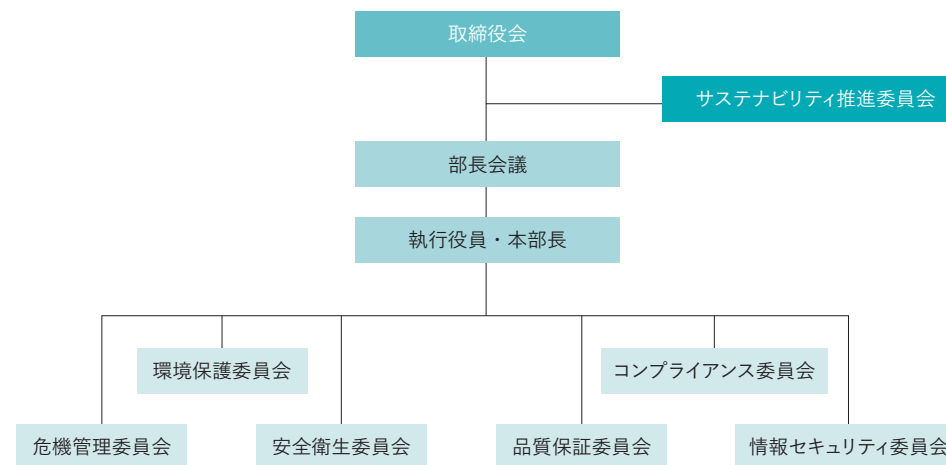 取締役会
サステナビリティ推進委員会
部長会議
執行役員・本部長
環境保護委員会
コンプライアンス委員会
危機管理委員会
安全衛生委員会
品質保証委員会
情報セキュリティ委員会